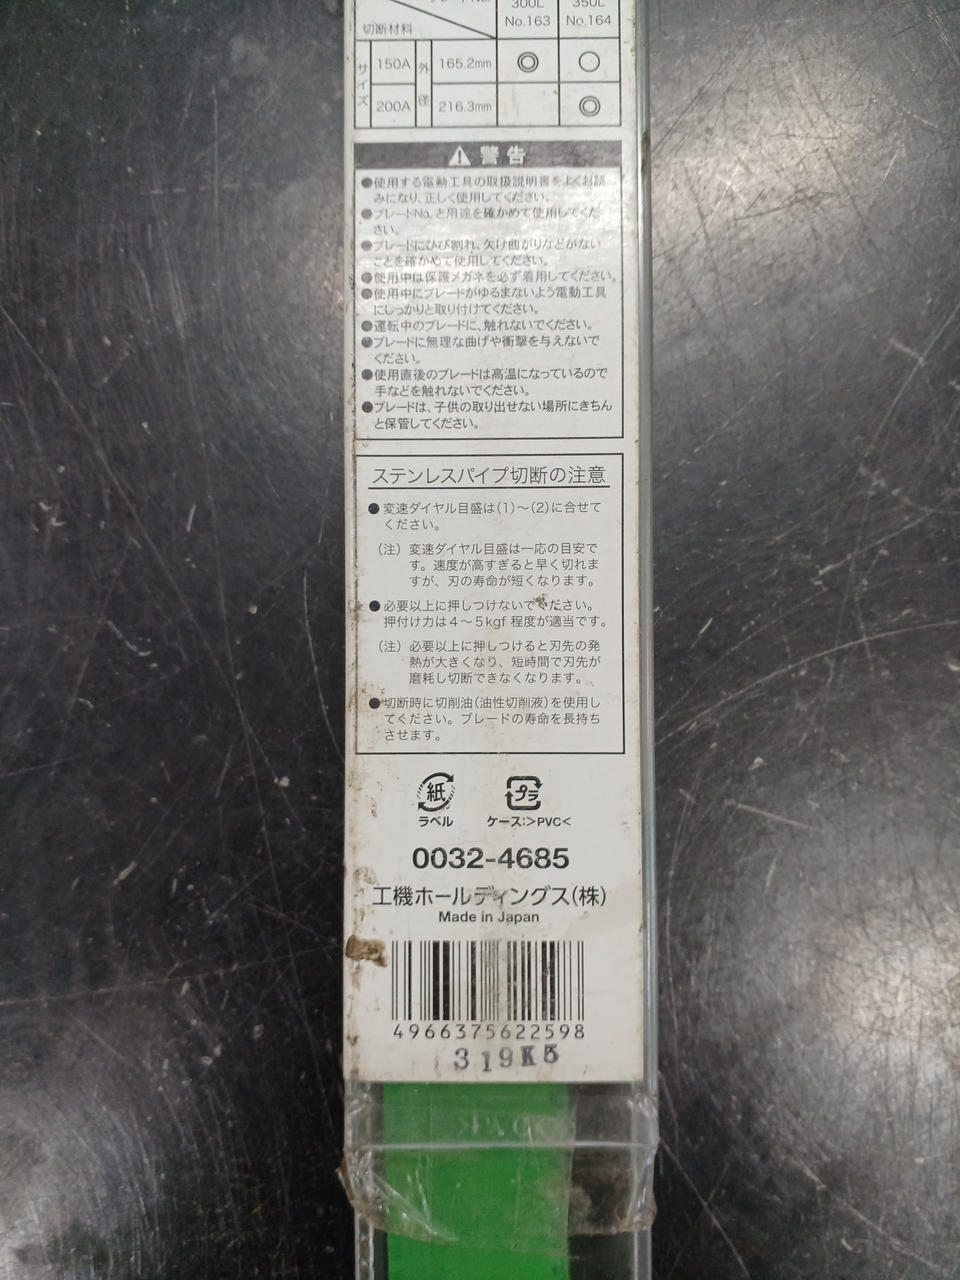 300L 350L
No.163 No.164
切断材料
サイズ 150A 外径 165.2mm ◎ ○
200A 216.3mm ◎
警告
●使用する電動工具の取扱説明書をよくお読
みになり、正しく使用してください。
●ブレードNo.と用途を確かめて使用してくだ
さい。
●ブレードにひび割れ、欠け曲がりなどがない
ことを確かめて使用してください。
●使用中は保護メガネを必ず着用してください。
●使用中にブレードがゆるまないよう電動工具
にしっかりと取り付けてください。
●運転中のブレードに、触れないでください。
●ブレードに無理な曲げや衝撃を与えないで
ください。
●使用直後のブレードは高温になっているので
手などを触れないでください。
●ブレードは、子供の取り出せない場所にきちん
と保管してください。
ステンレスパイプ切断の注意
●変速ダイヤル目盛は(1)〜(2)に合せて
ください。
(注) 変速ダイヤル目盛は一応の目安で
す。速度が高すぎると早く切れま
すが、刃の寿命が短くなります。
●必要以上に押しつけないでください。
押付け力は4〜5kgf 程度が適当です。
(注) 必要以上に押しつけると刃先の発
熱が大きくなり、短時間で刃先が
磨耗し切断できなくなります。
●切断時に切削油(油性切削液)を使用し
てください。ブレードの寿命を長持ち
させます。
紙 プラ
ラベル ケース:>PVC<
0032-4685
工機ホールディングス(株)
Made in Japan
4966375622598
319K5